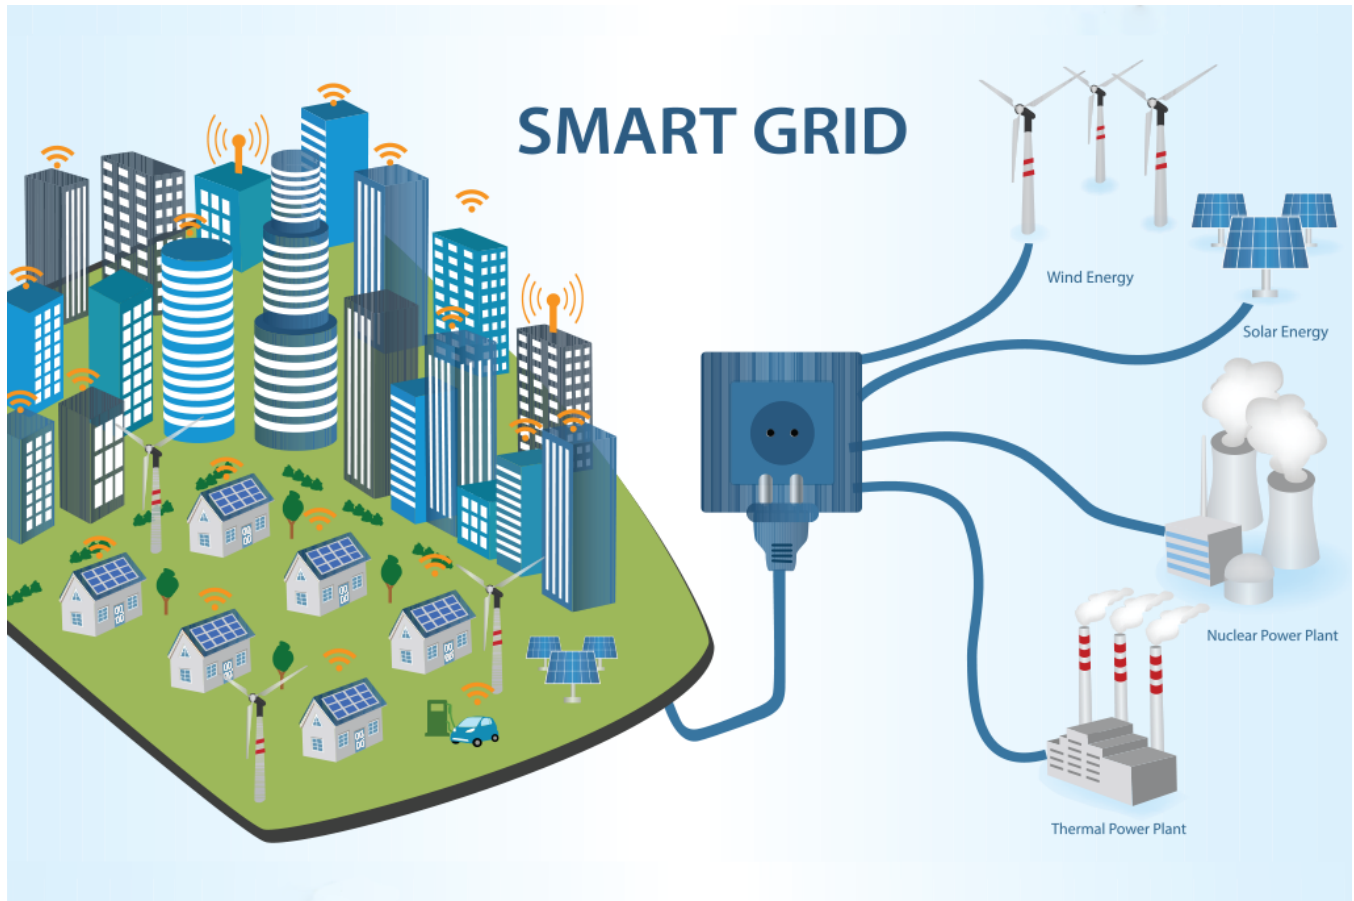 SMART GRID
Wind Energy
Solar Energy
Nuclear Power Plant
Thermal Power Plant